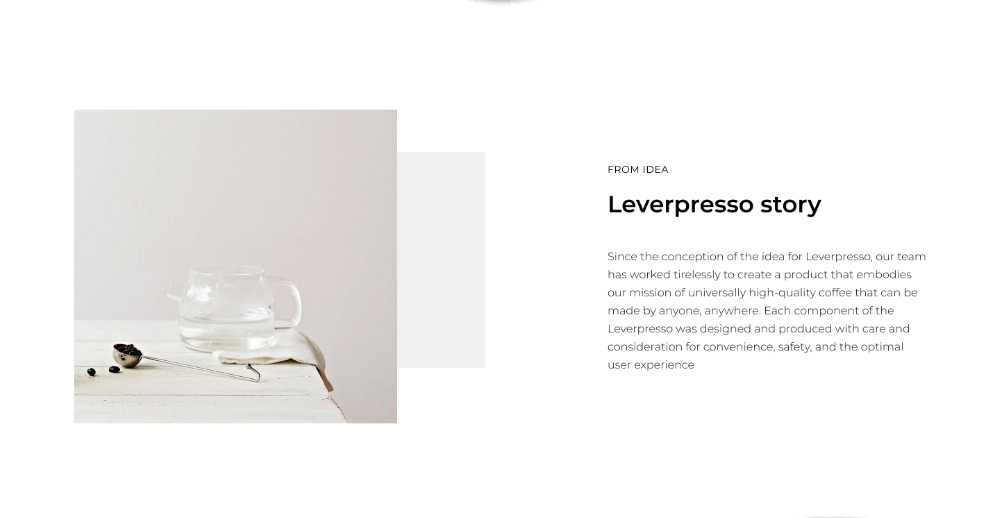 FROM IDEA
Leverpresso story
Since the conception of the idea for Leverpresso, our team
has worked tirelessly to create a product that embodies
our mission of universally high-quality coffee that can be
made by anyone, anywhere. Each component of the
Leverpresso was designed and produced with care and
consideration for convenience, safety, and the optimal
user experience